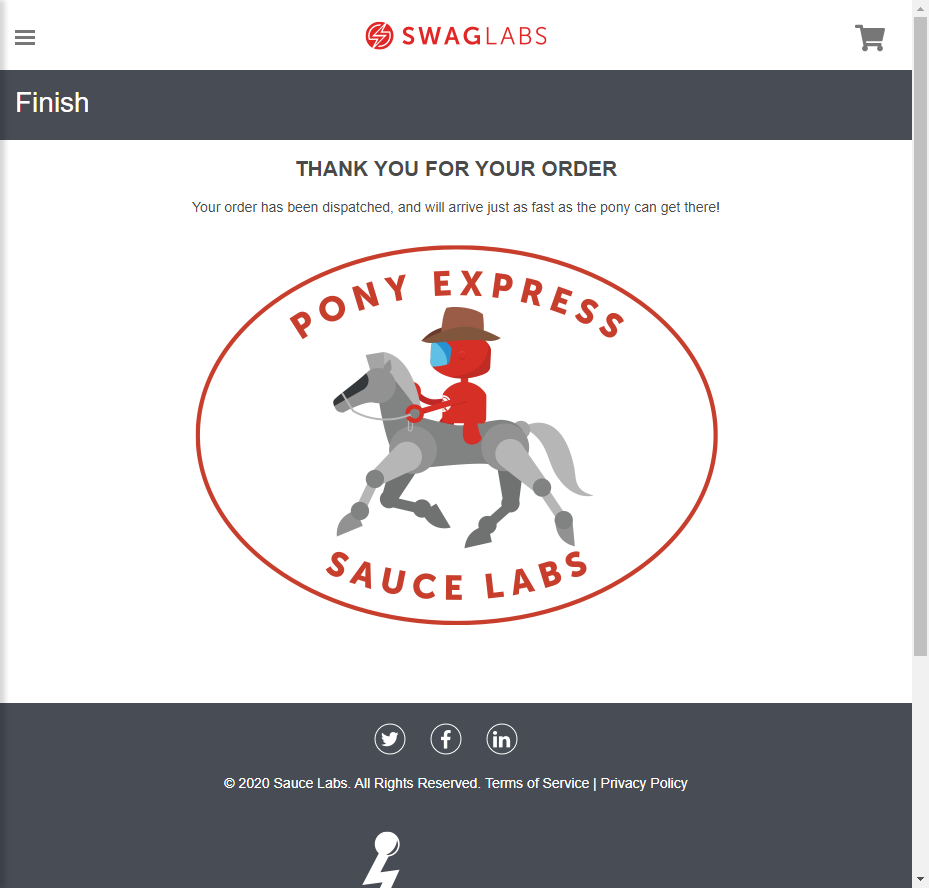 SWAGLABS
Finish
THANK YOU FOR YOUR ORDER
Your order has been dispatched, and will arrive just as fast as the pony can get there!
PONY EXPRESS
SAUCE LABS
© 2020 Sauce Labs. All Rights Reserved. Terms of Service | Privacy Policy